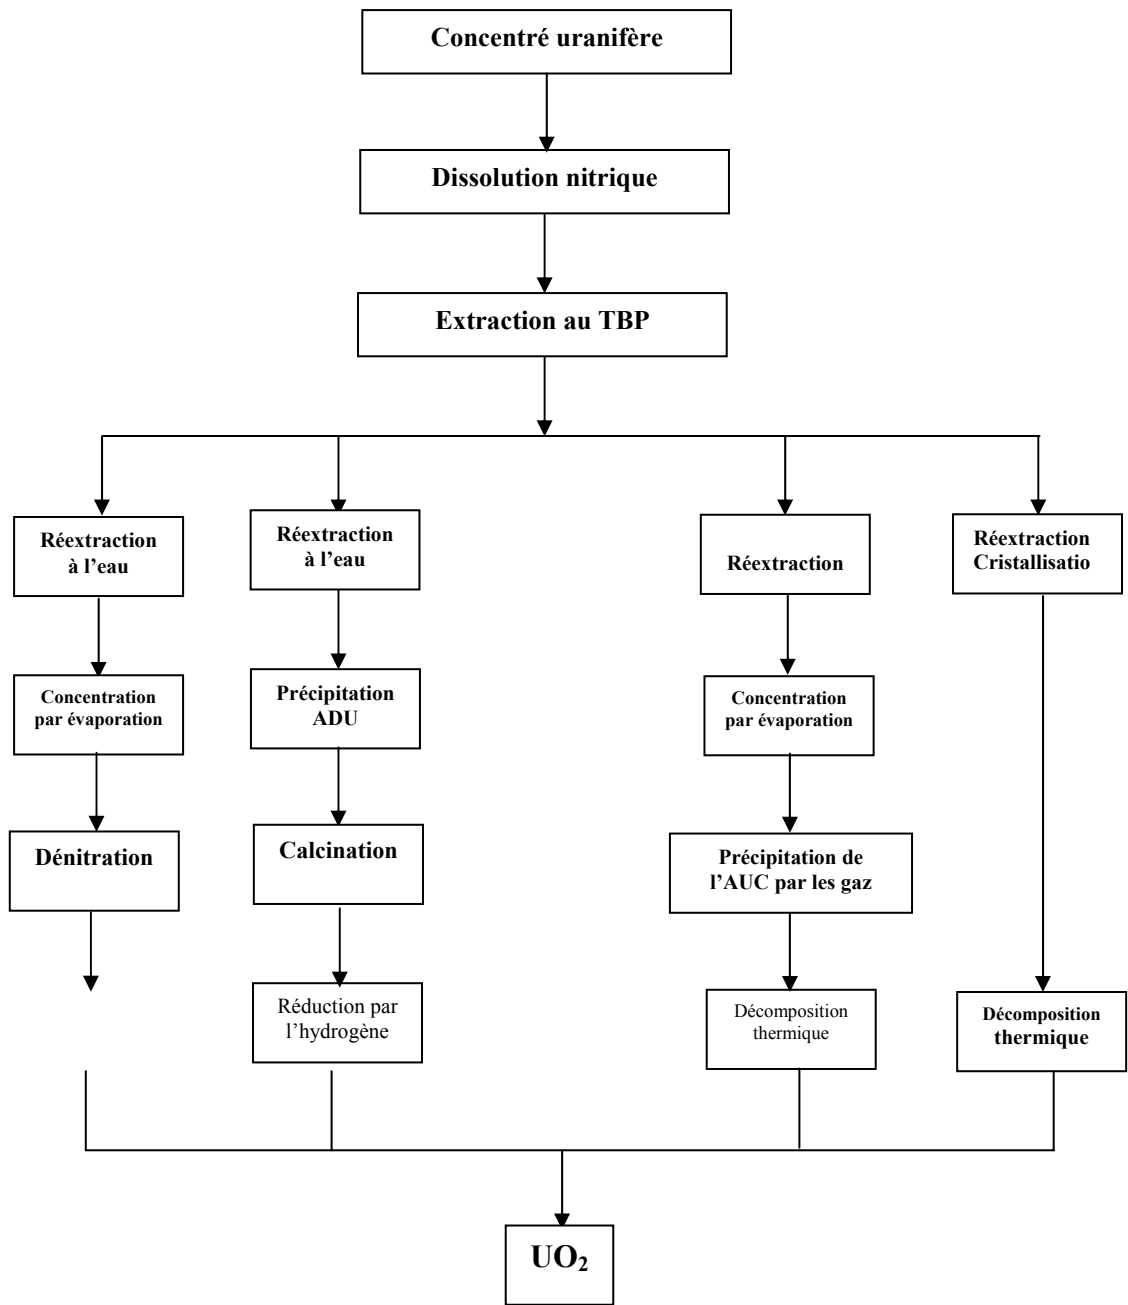 Concentré uranifère
Dissolution nitrique
Extraction au TBP
Réextraction
à l’eau
Réextraction
à l’eau
Réextraction
Réextraction
Cristallisatio
Concentration
par évaporation
Précipitation
ADU
Concentration
par évaporation
Dénitration
Calcination
Précipitation de
l’AUC par les gaz
Réduction par
l’hydrogène
Décomposition
thermique
Décomposition
thermique
UO₂